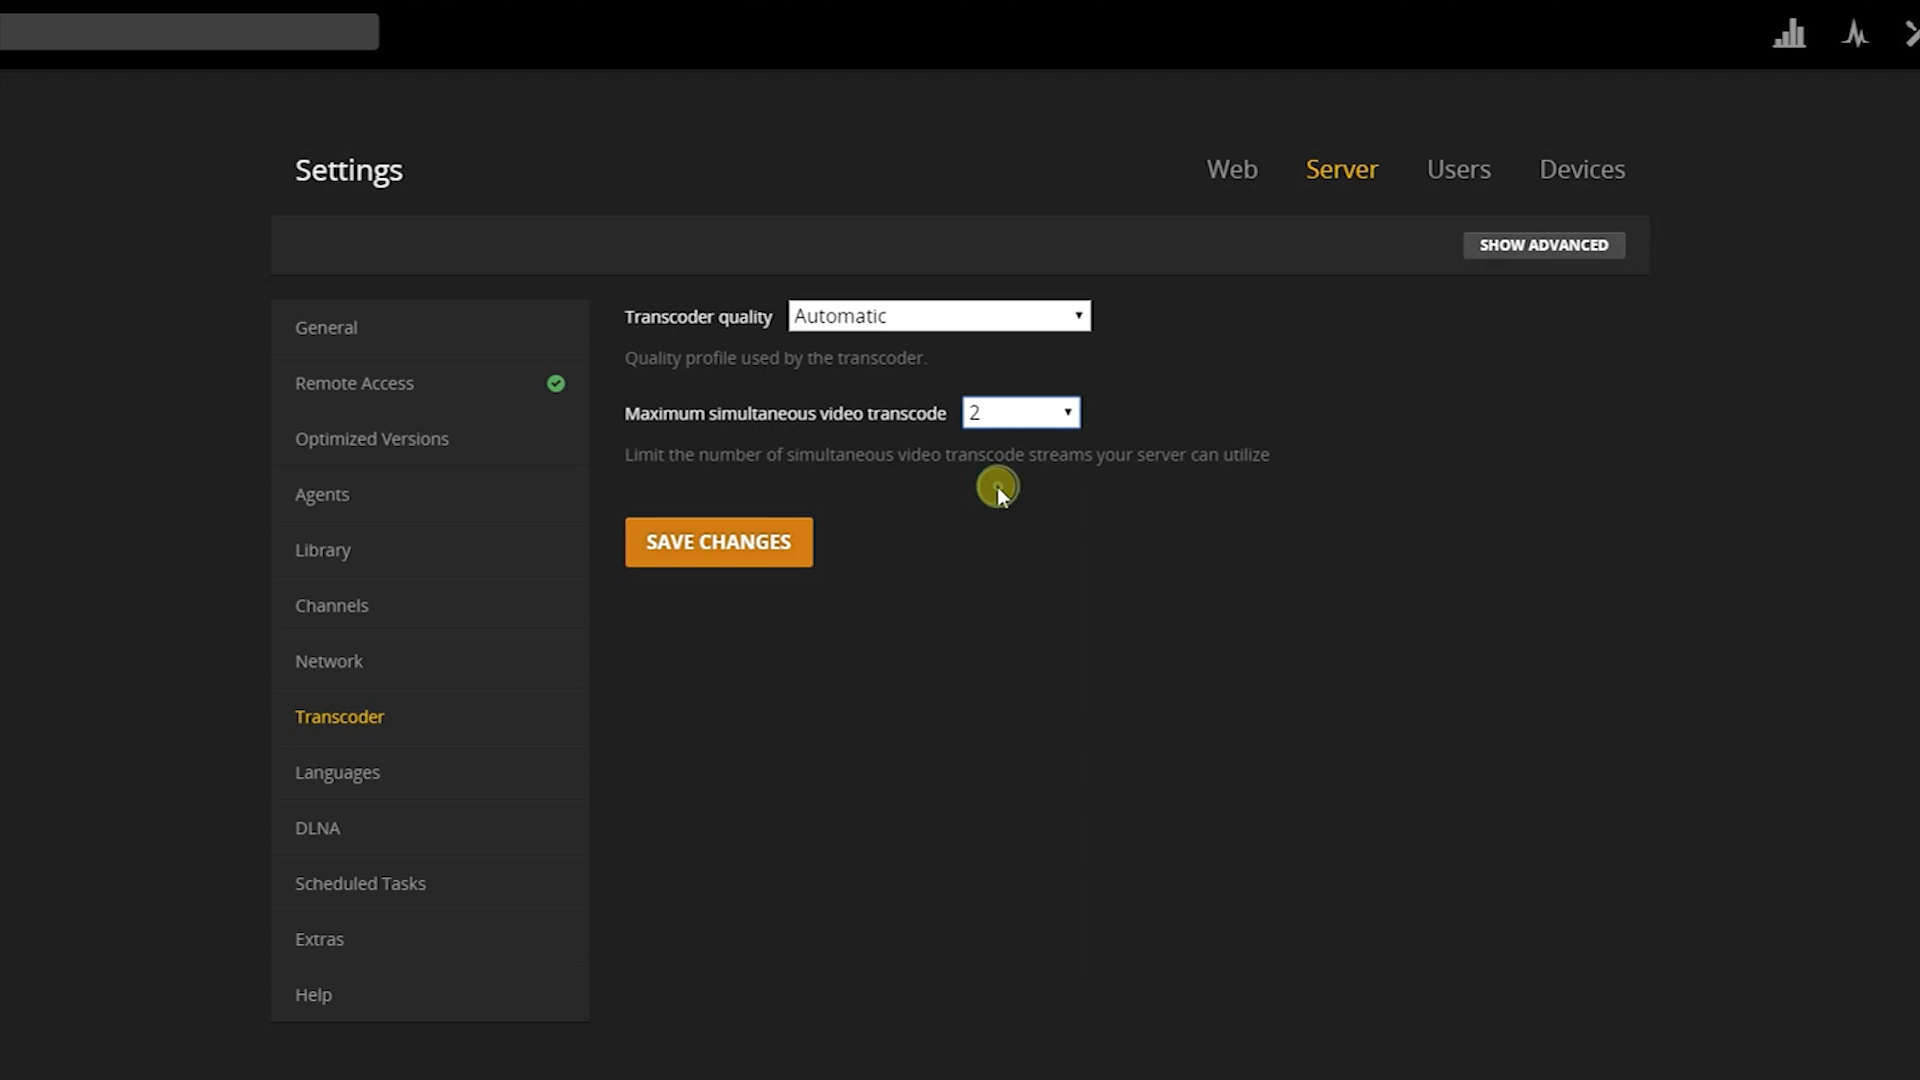 Settings
Web Server Users Devices
SHOW ADVANCED
General
Remote Access
Optimized Versions
Agents
Library
Channels
Network
Transcoder
Languages
DLNA
Scheduled Tasks
Extras
Help
Transcoder quality Automatic
Quality profile used by the transcoder.
Maximum simultaneous video transcode 2
Limit the number of simultaneous video transcode streams your server can utilize
SAVE CHANGES